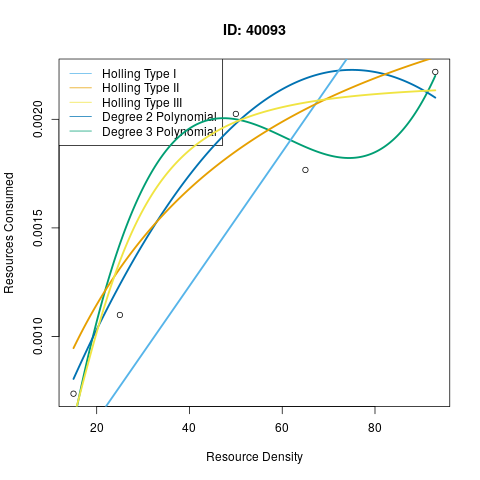 ID: 40093
Holling Type I
Holling Type II
Holling Type III
Degree 2 Polynomial
Degree 3 Polynomial
Resources Consumed
0.0020
0.0015
0.0010
20 40 60 80
Resource Density